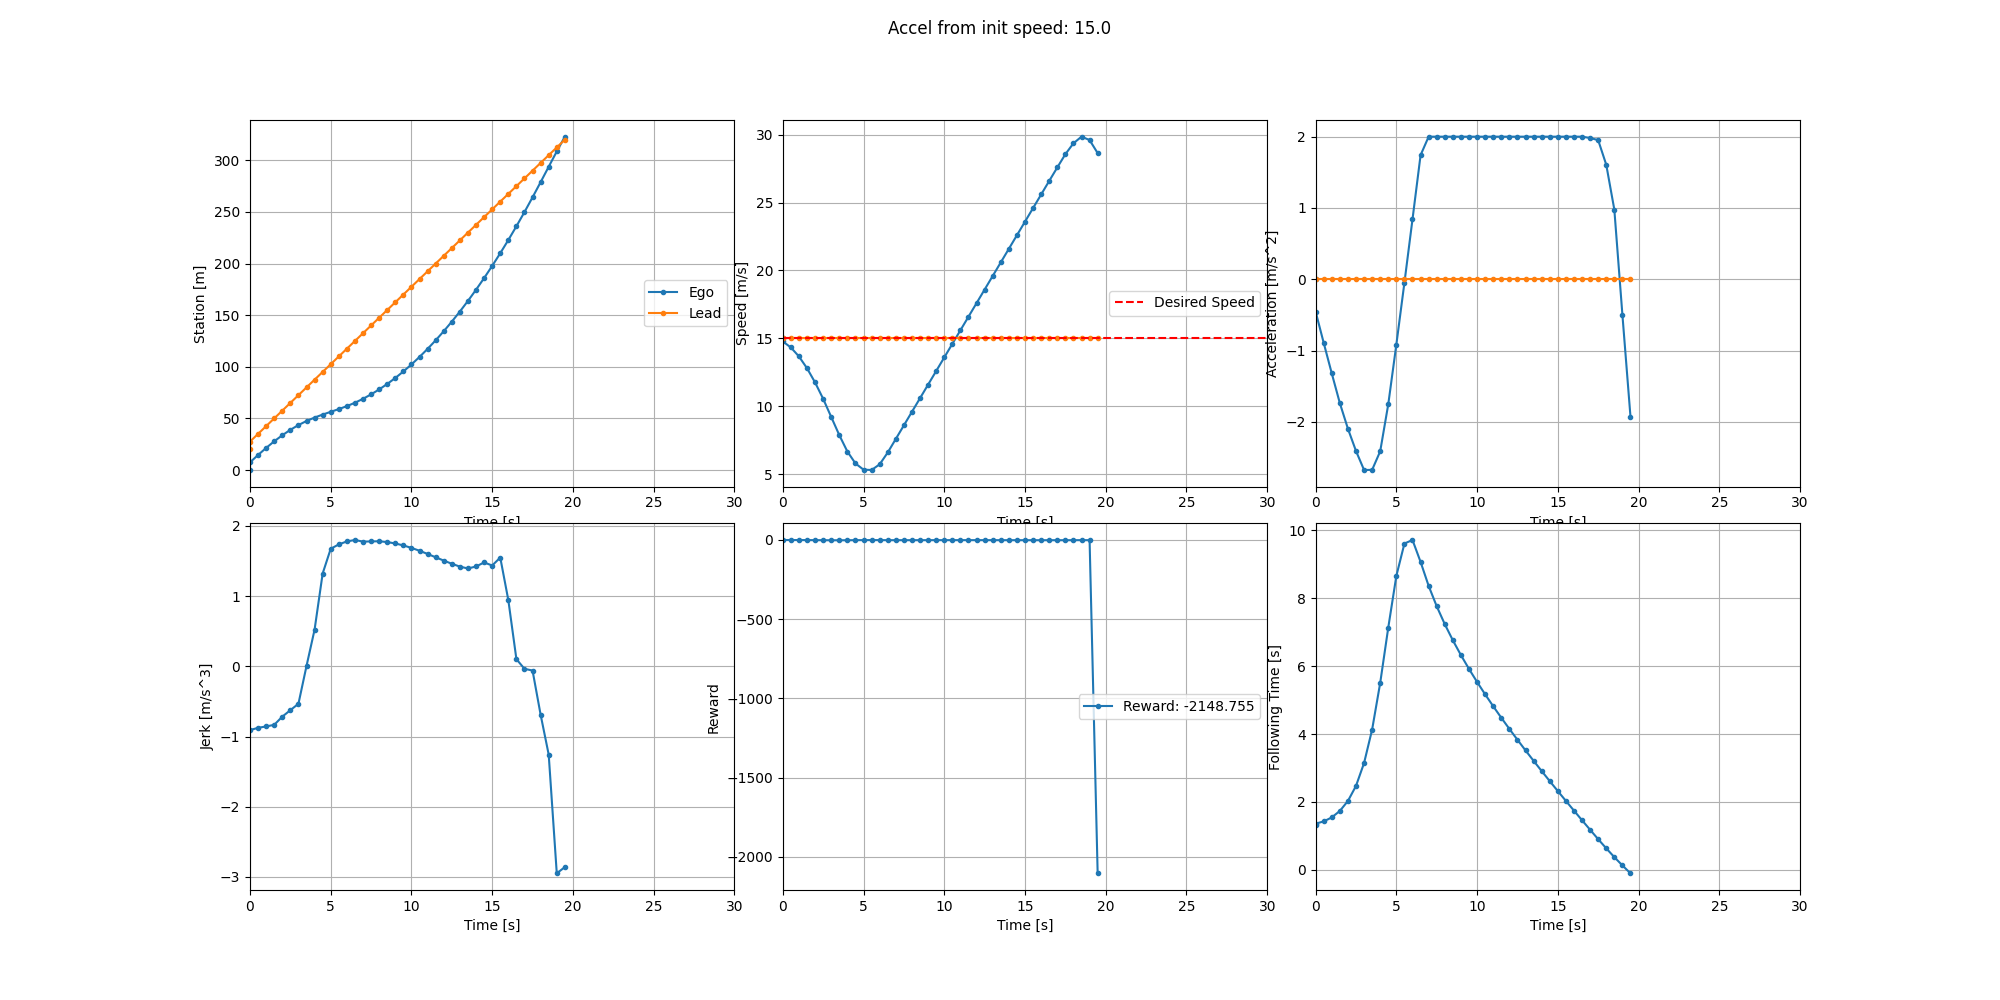 Accel from init speed: 15.0
Station [m]
300
250
200
150
100
50
0
Ego
Lead
0 5 10 15 20 25 30
Time [s]
Speed [m/s]
30
25
20
15
10
5
Desired Speed
0 5 10 15 20 25 30
Time [s]
Acceleration [m/s^2]
2
1
0
−1
−2
0 5 10 15 20 25 30
Time [s]
Jerk [m/s^3]
2
1
0
−1
−2
−3
0 5 10 15 20 25 30
Time [s]
Reward
0
−500
−1000
−1500
−2000
Reward: -2148.755
0 5 10 15 20 25 30
Time [s]
Following Time [s]
10
8
6
4
2
0
0 5 10 15 20 25 30
Time [s]